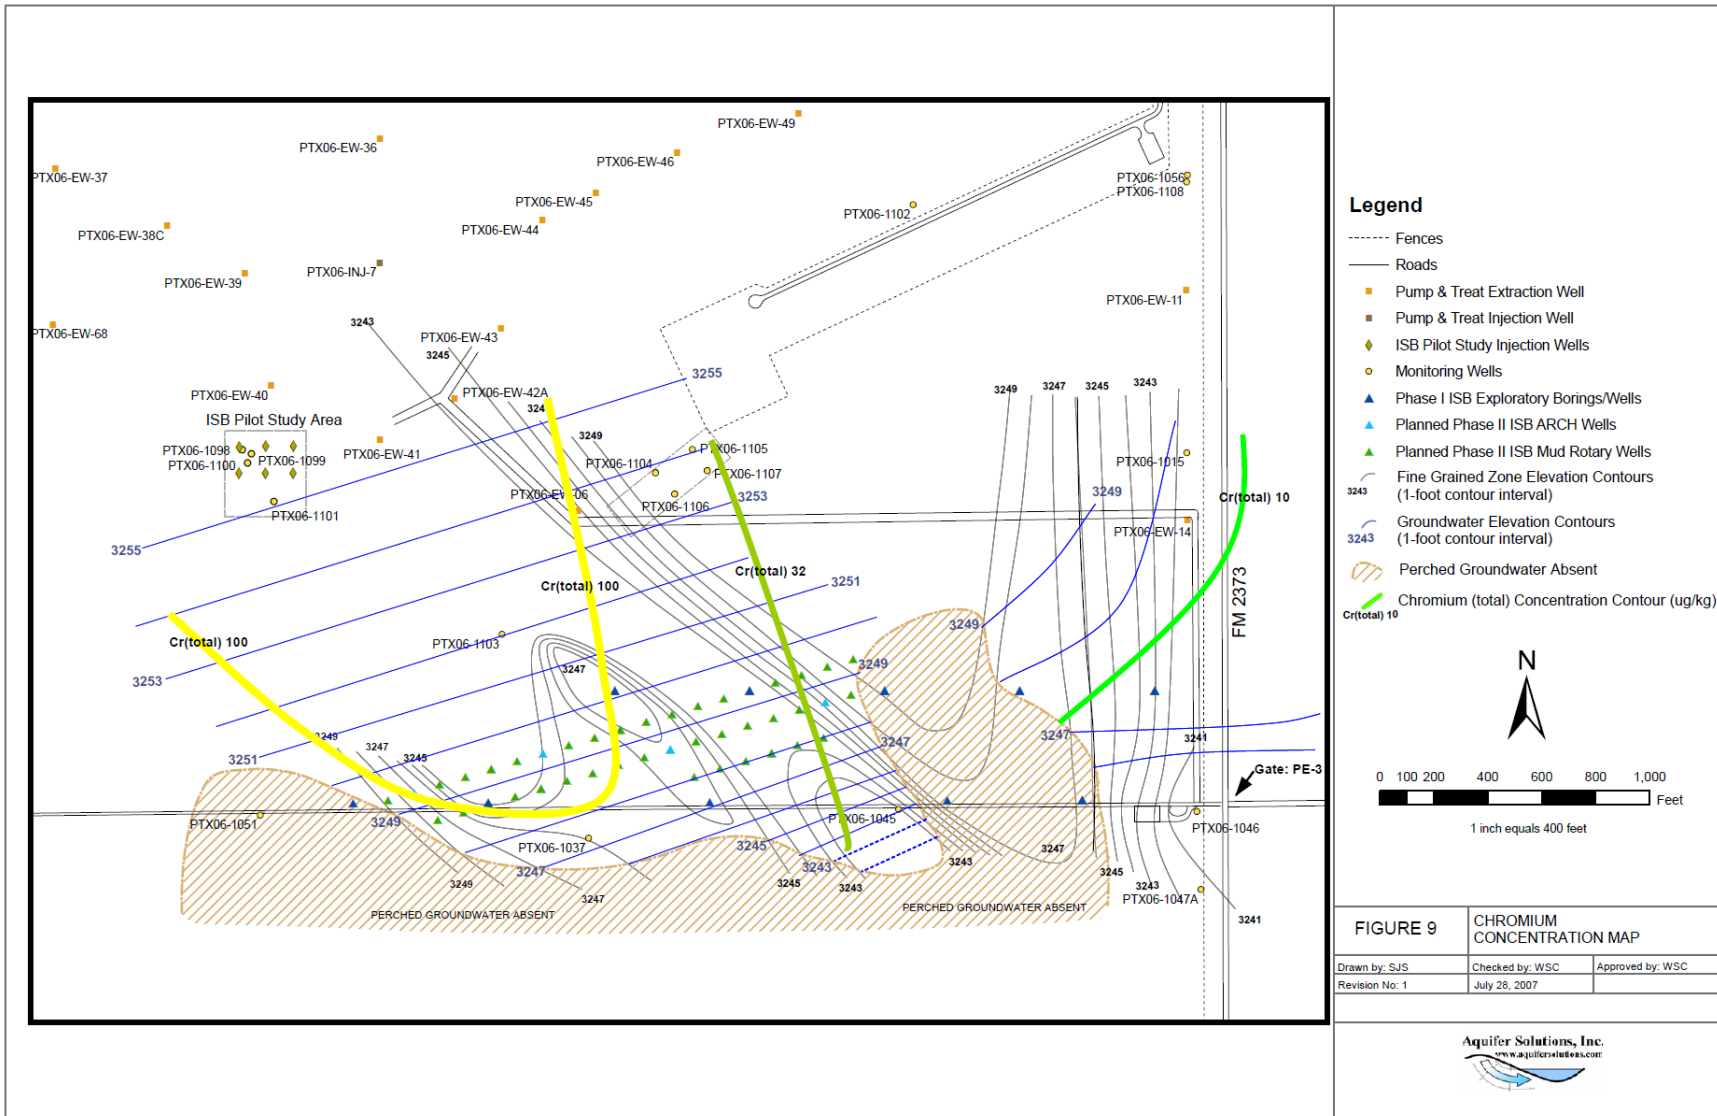 PTX06-EW-49
PTX06-EW-36
PTX06-EW-46
PTX06-EW-37
PTX06-1056
PTX06-1108
PTX06-EW-45
PTX06-1102
PTX06-EW-44
PTX06-EW-38C
PTX06-INJ-7
PTX06-EW-39
PTX06-EW-11
3243
PTX06-EW-68
PTX06-EW-43
3245
3255
PTX06-EW-40
PTX06-EW-42A
3249
3247
3245
3243
324
ISB Pilot Study Area
3249
PTX06-1098
PTX06-1099
PTX06-1100
PTX06-EW-41
PTX06-1105
PTX06-1104
PTX06-1107
PTX06-1015
PTX06-EW-06
PTX06-1106
3253
3249
Cr(total) 10
PTX06-1101
PTX06-EW-14
3255
Cr(total) 100
Cr(total) 32
3251
FM 2373
Cr(total) 100
PTX06-1103
3249
3247
3249
3253
3249
3247
3245
3247
3247
3241
3251
Gate: PE-3
PTX06-1051
3249
PTX06-1045
PTX06-1046
PTX06-1037
3245
3247
3243
3243
3245
3249
3247
3245
3243
3243
PTX06-1047A
3247
PERCHED GROUNDWATER ABSENT
PERCHED GROUNDWATER ABSENT
3241
Legend
Fences
Roads
Pump & Treat Extraction Well
Pump & Treat Injection Well
ISB Pilot Study Injection Wells
Monitoring Wells
Phase I ISB Exploratory Borings/Wells
Planned Phase II ISB ARCH Wells
Planned Phase II ISB Mud Rotary Wells
Fine Grained Zone Elevation Contours
3243 (1-foot contour interval)
Groundwater Elevation Contours
3243 (1-foot contour interval)
Perched Groundwater Absent
Chromium (total) Concentration Contour (ug/kg)
Cr(total) 10
N
0 100 200 400 600 800 1,000
Feet
1 inch equals 400 feet
FIGURE 9
CHROMIUM
CONCENTRATION MAP
Drawn by: SJS
Checked by: WSC
Approved by: WSC
Revision No: 1
July 28, 2007
Aquifer Solutions, Inc.
www.aquifersolutions.com